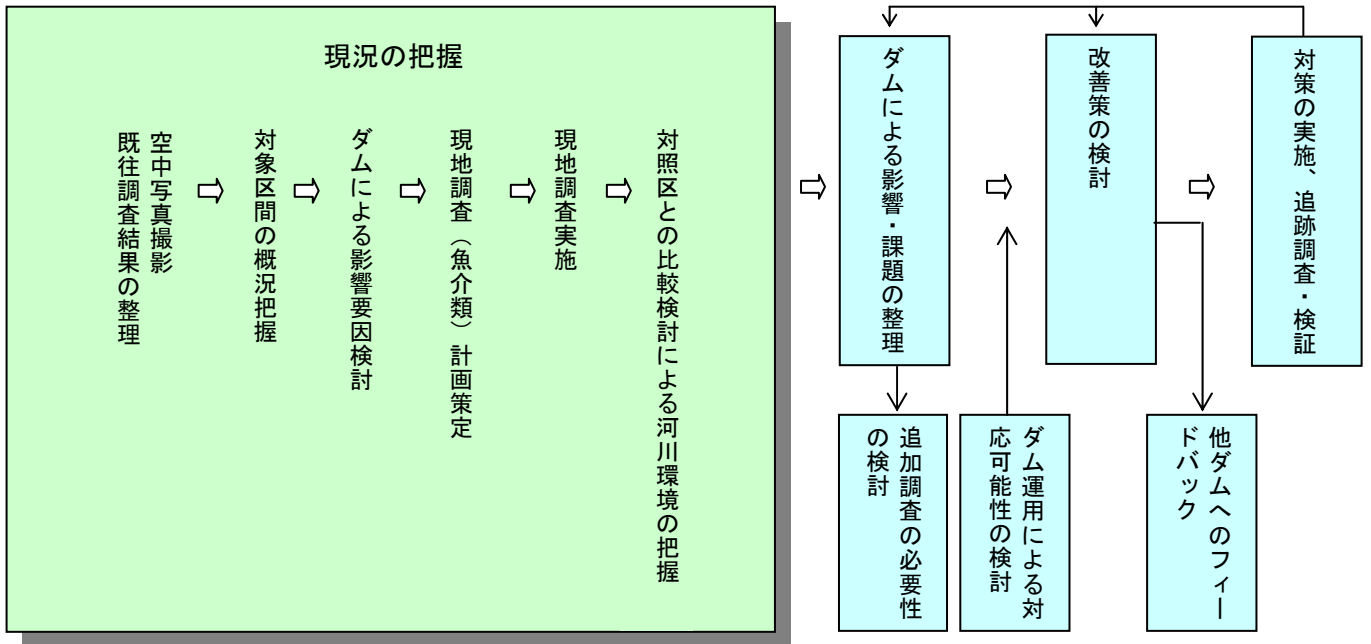 現況の把握
空中写真撮影
既往調査結果の整理
対象区間の概況把握
ダムによる影響要因検討
現地調査（魚介類）計画策定
現地調査実施
対照区との比較検討による河川環境の把握
ダムによる影響・課題の整理
改善策の検討
対策の実施、追跡調査・検証
追加調査の必要性
の検討
ダム運用による対
応可能性の検討
他ダムへのフィー
ドバック